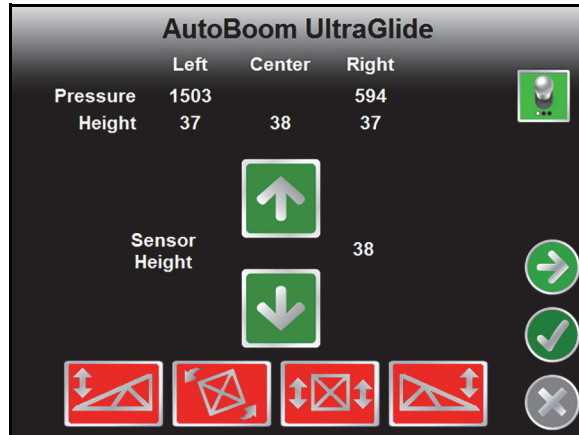 AutoBoom UltraGlide
Left Center Right
Pressure 1503 594
Height 37 38 37
Sensor
Height 38